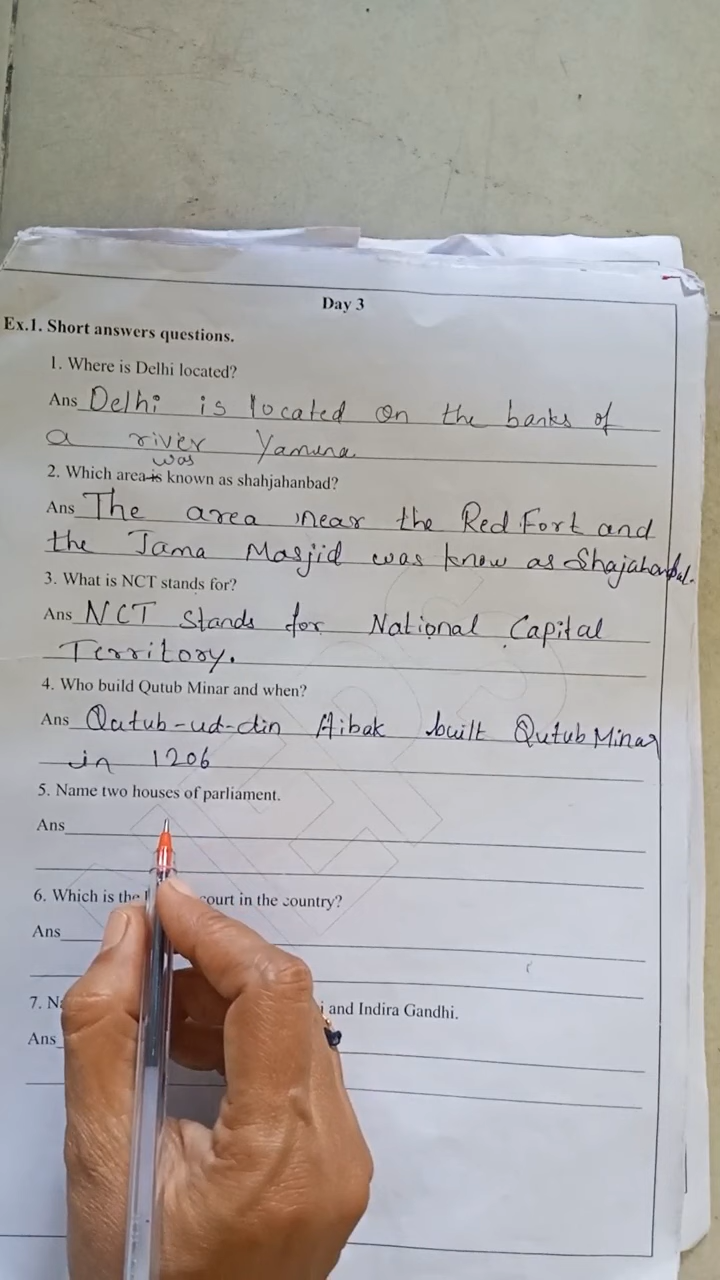 Day 3
Ex.1. Short answers questions.
1. Where is Delhi located?
Ans Delhi is located on the banks of
a river Yamuna
was
2. Which area is known as shahjahanbad?
Ans The area near the Red Fort and
the Jama Masjid was know as Shajahanbad.
3. What is NCT stands for?
Ans NCT stands for National Capital
Territory.
4. Who build Qutub Minar and when?
Ans Qutub-ud-din Aibak built Qutub Minar
in 1206
5. Name two houses of parliament.
Ans
6. Which is the court in the country?
Ans
7. and Indira Gandhi.
Ans